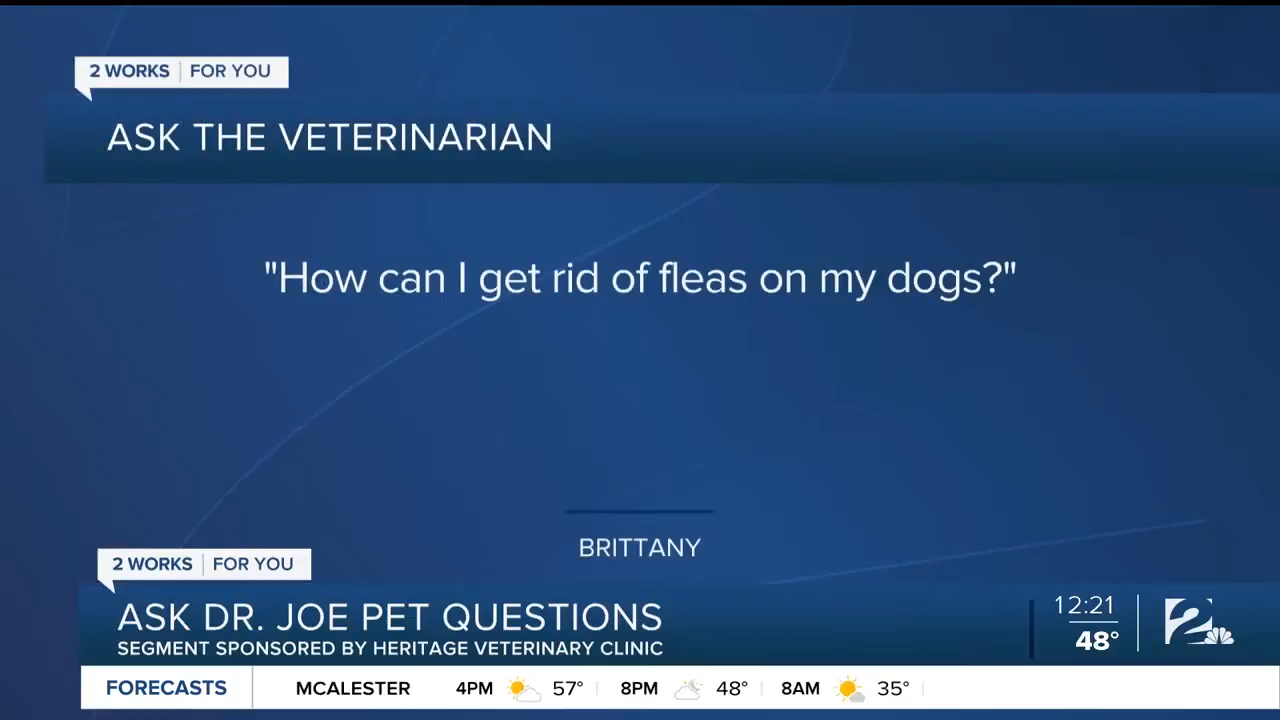 2 WORKS FOR YOU
ASK THE VETERINARIAN
"How can I get rid of fleas on my dogs?"
BRITTANY
2 WORKS FOR YOU
ASK DR. JOE PET QUESTIONS
SEGMENT SPONSORED BY HERITAGE VETERINARY CLINIC
12:21
48°
2
FORECASTS MCALESTER 4PM 57° 8PM 48° 8AM 35°